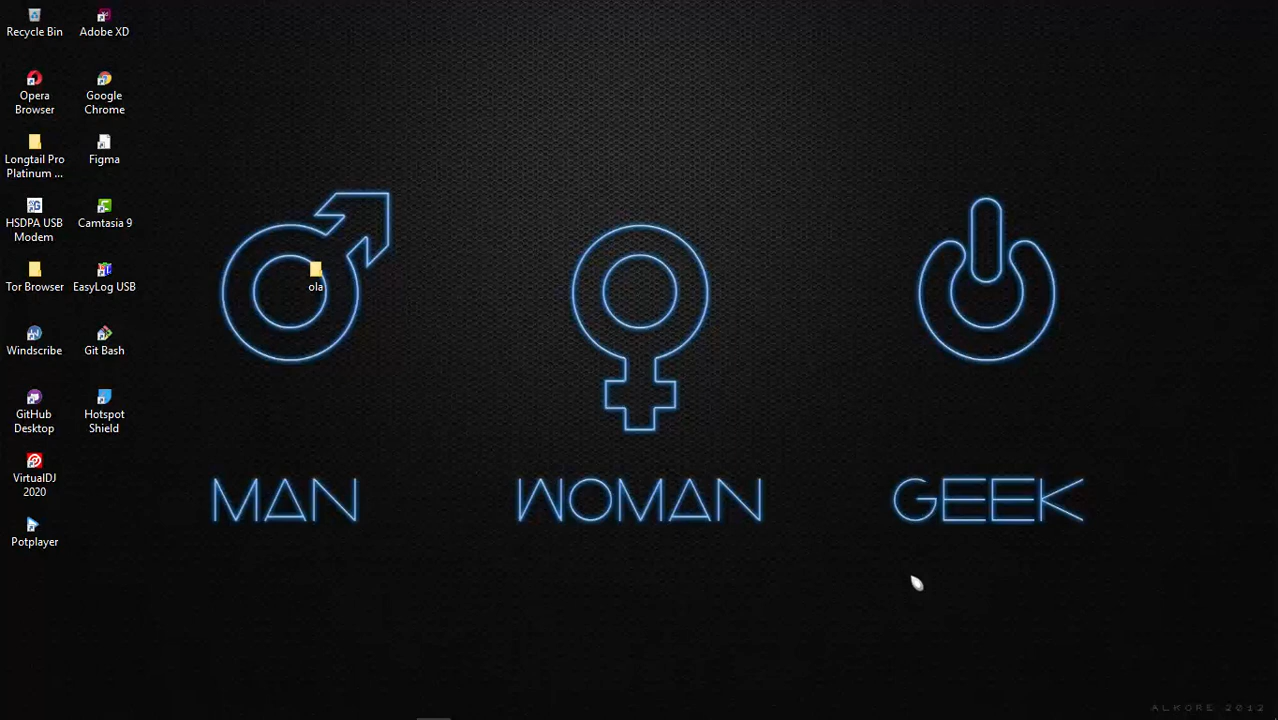 Recycle Bin
Adobe XD
Opera
Browser
Google
Chrome
Longtail Pro
Platinum ...
Figma
HSDPA USB
Modem
Camtasia 9
Tor Browser
EasyLog USB
ola
Windscribe
Git Bash
GitHub
Desktop
Hotspot
Shield
VirtualDJ
2020
Potplayer
MAN
WOMAN
GEEK
ALKORE 2012